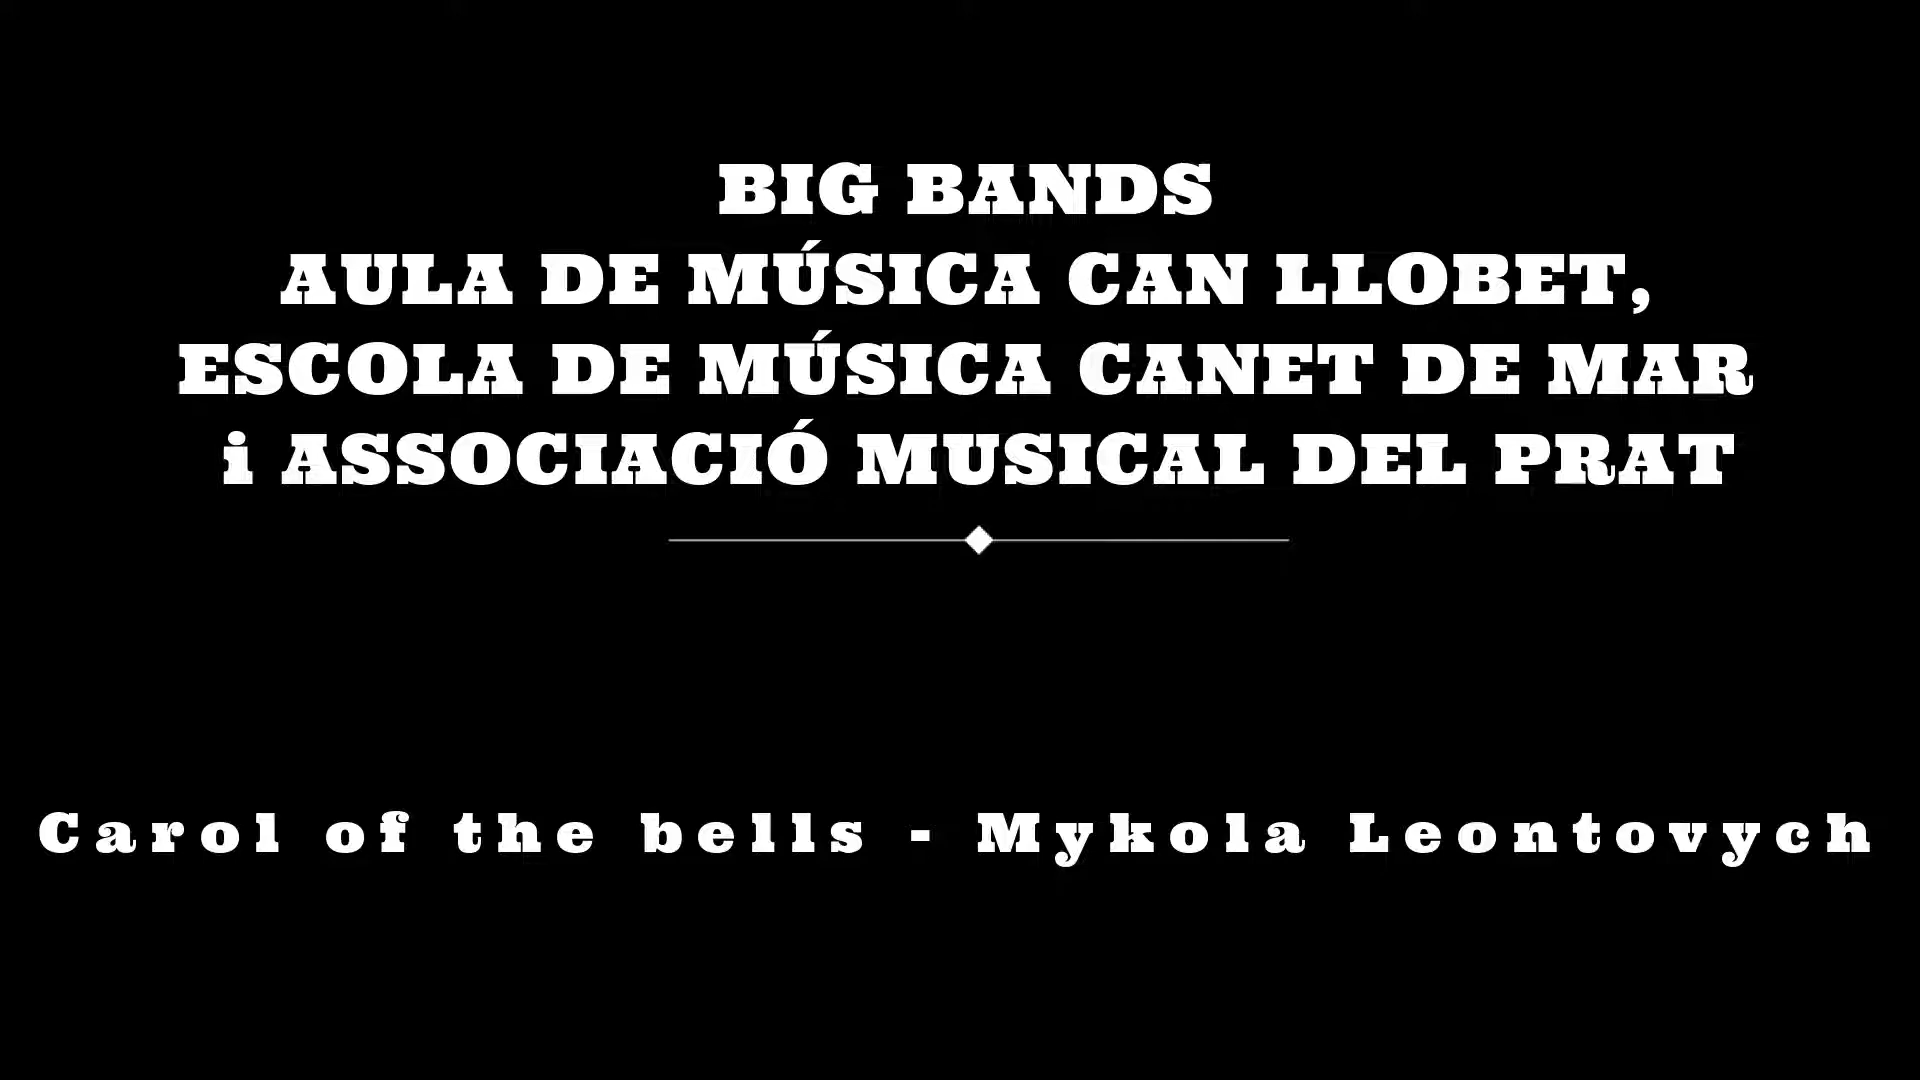 BIG BANDS
AULA DE MÚSICA CAN LLOBET,
ESCOLA DE MÚSICA CANET DE MAR
i ASSOCIACIÓ MUSICAL DEL PRAT
Carol of the bells - Mykola Leontovych